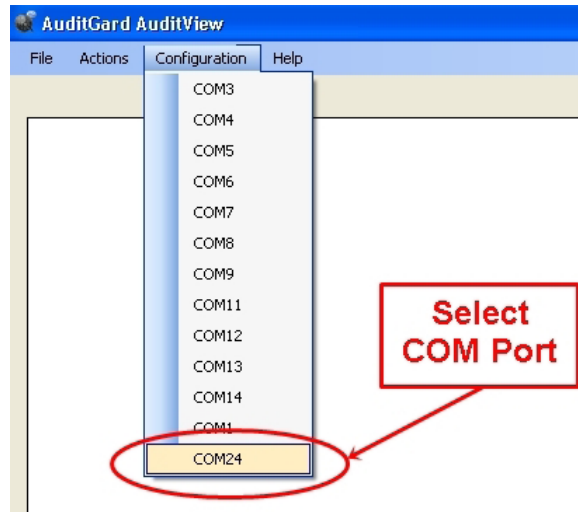 AuditGard AuditView
File Actions Configuration Help
COM3
COM4
COM5
COM6
COM7
COM8
COM9
COM11
COM12
COM13
COM14
COM1
COM24
Select
COM Port